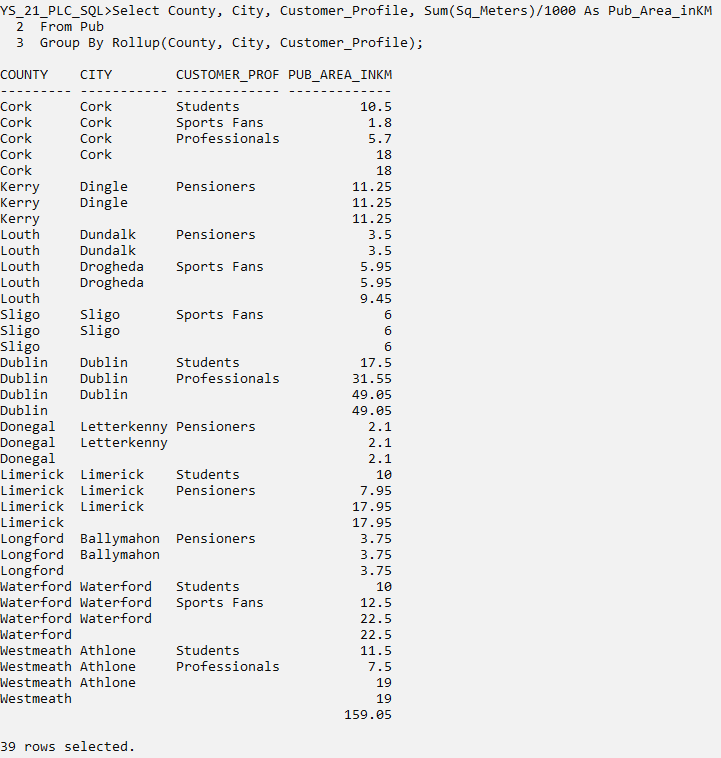 YS_21_PLC_SQL>Select County, City, Customer_Profile, Sum(Sq_Meters)/1000 As Pub_Area_inKM
  2  From Pub
  3  Group By Rollup(County, City, Customer_Profile);

COUNTY    CITY        CUSTOMER_PROF PUB_AREA_INKM
--------- ----------- ------------- -------------
Cork      Cork        Students               10.5
Cork      Cork        Sports Fans             1.8
Cork      Cork        Professionals           5.7
Cork      Cork                                 18
Cork                                           18
Kerry     Dingle      Pensioners            11.25
Kerry     Dingle                            11.25
Kerry                                       11.25
Louth     Dundalk     Pensioners              3.5
Louth     Dundalk                             3.5
Louth     Drogheda    Sports Fans            5.95
Louth     Drogheda                           5.95
Louth                                        9.45
Sligo     Sligo       Sports Fans               6
Sligo     Sligo                                 6
Sligo                                           6
Dublin    Dublin      Students               17.5
Dublin    Dublin      Professionals         31.55
Dublin    Dublin                            49.05
Dublin                                      49.05
Donegal   Letterkenny Pensioners              2.1
Donegal   Letterkenny                         2.1
Donegal                                       2.1
Limerick  Limerick    Students                 10
Limerick  Limerick    Pensioners             7.95
Limerick  Limerick                          17.95
Limerick                                    17.95
Longford  Ballymahon  Pensioners             3.75
Longford  Ballymahon                         3.75
Longford                                     3.75
Waterford Waterford   Students                 10
Waterford Waterford   Sports Fans            12.5
Waterford Waterford                          22.5
Waterford                                    22.5
Westmeath Athlone     Students               11.5
Westmeath Athlone     Professionals           7.5
Westmeath Athlone                              19
Westmeath                                      19
                                           159.05

39 rows selected.